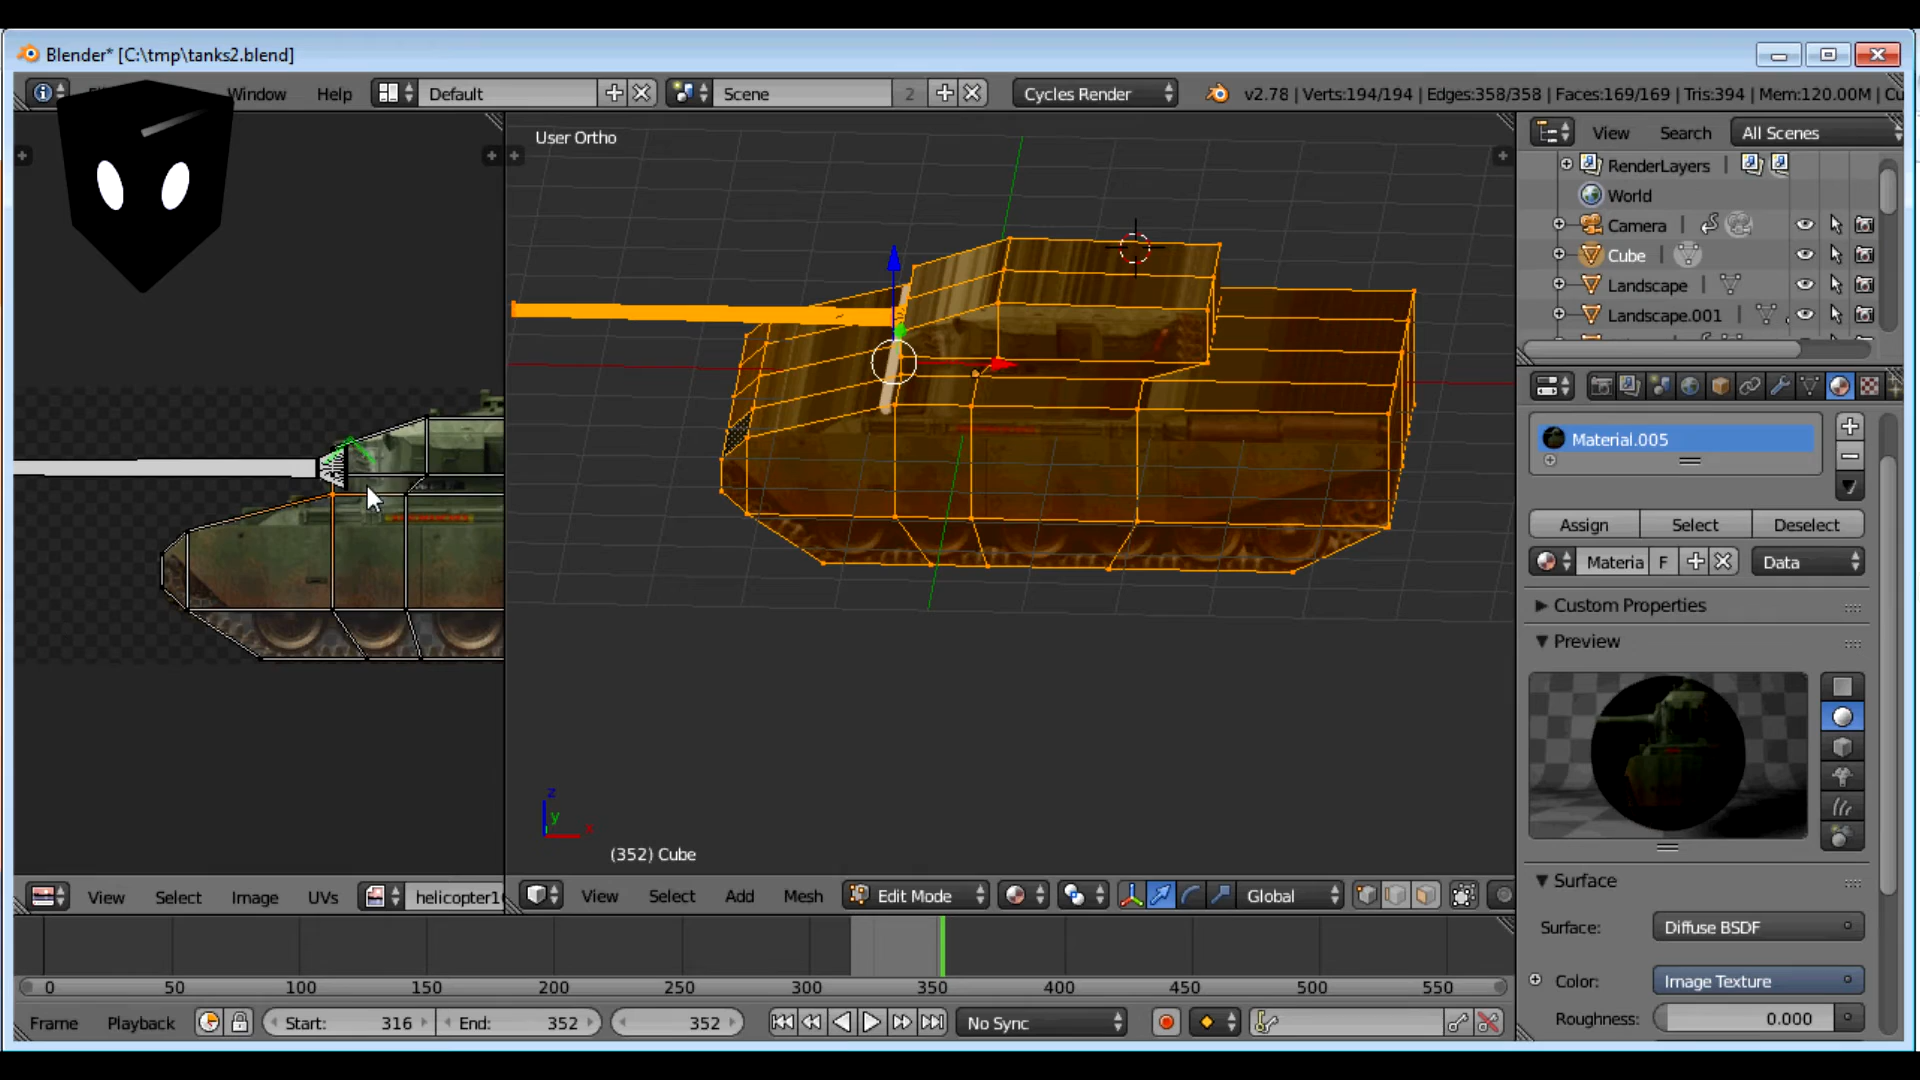 Blender* [C:\tmp\tanks2.blend]
Window Help Default Scene 2 Cycles Render v2.78 | Verts:194/194 | Edges:358/358 | Faces:169/169 | Tris:394 | Mem:120.00M | Cu
User Ortho
View Search All Scenes
RenderLayers
World
Camera
Cube
Landscape
Landscape.001
Material.005
Assign Select Deselect
Materia F Data
Custom Properties
Preview
Surface
Surface: Diffuse BSDF
Color: Image Texture
Roughness: 0.000
z
y
x
(352) Cube
View Select Image UVs helicopter1
View Select Add Mesh Edit Mode Global
0 50 100 150 200 250 300 350 400 450 500 550
Frame Playback Start: 316 End: 352 352 No Sync